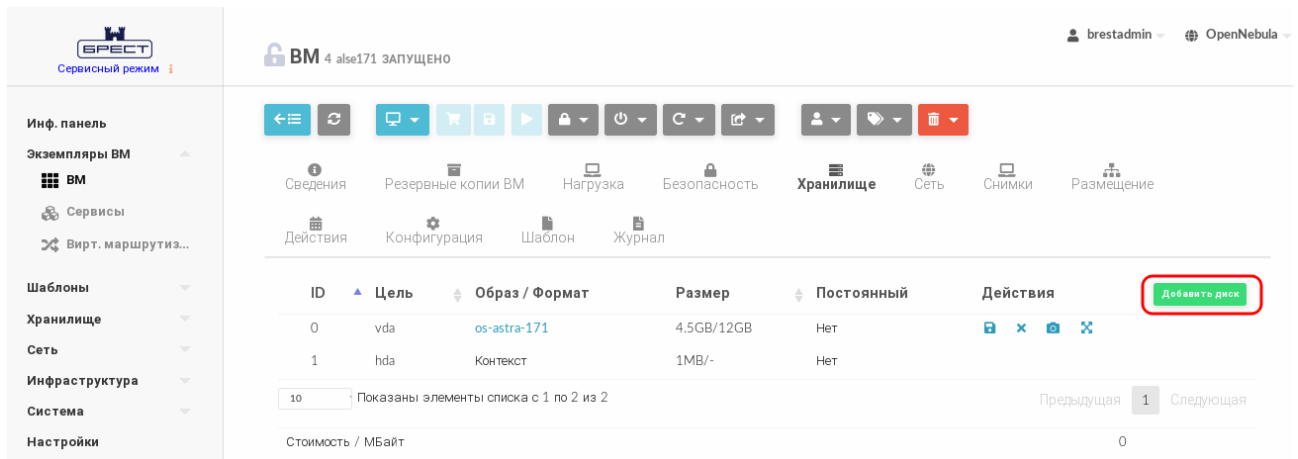 БРЕСТ
Сервисный режим i
brestadmin OpenNebula
ВМ 4 alse171 ЗАПУЩЕНО
Инф. панель
Экземпляры ВМ
ВМ
Сервисы
Вирт. маршрутиз...
Шаблоны
Хранилище
Сеть
Инфраструктура
Система
Настройки
Сведения Резервные копии ВМ Нагрузка Безопасность Хранилище Сеть Снимки Размещение
Действия Конфигурация Шаблон Журнал
ID Цель Образ / Формат Размер Постоянный Действия Добавить диск
0 vda os-astra-171 4.5GB/12GB Нет
1 hda Контекст 1MB/- Нет
10 Показаны элементы списка с 1 по 2 из 2 Предыдущая 1 Следующая
Стоимость / МБайт 0